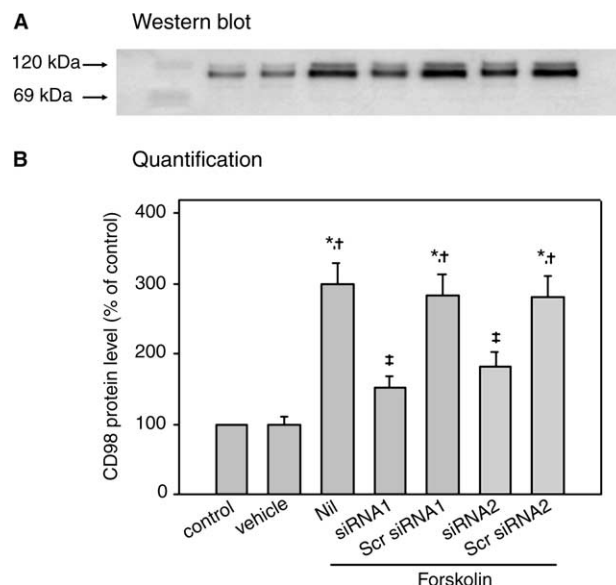 A Western blot
120 kDa
69 kDa
B Quantification
CD98 protein level (% of control)
400
300
200
100
0
*,†
‡
*,†
‡
*,†
control
vehicle
Nil
siRNA1
Scr siRNA1
siRNA2
Scr siRNA2
Forskolin